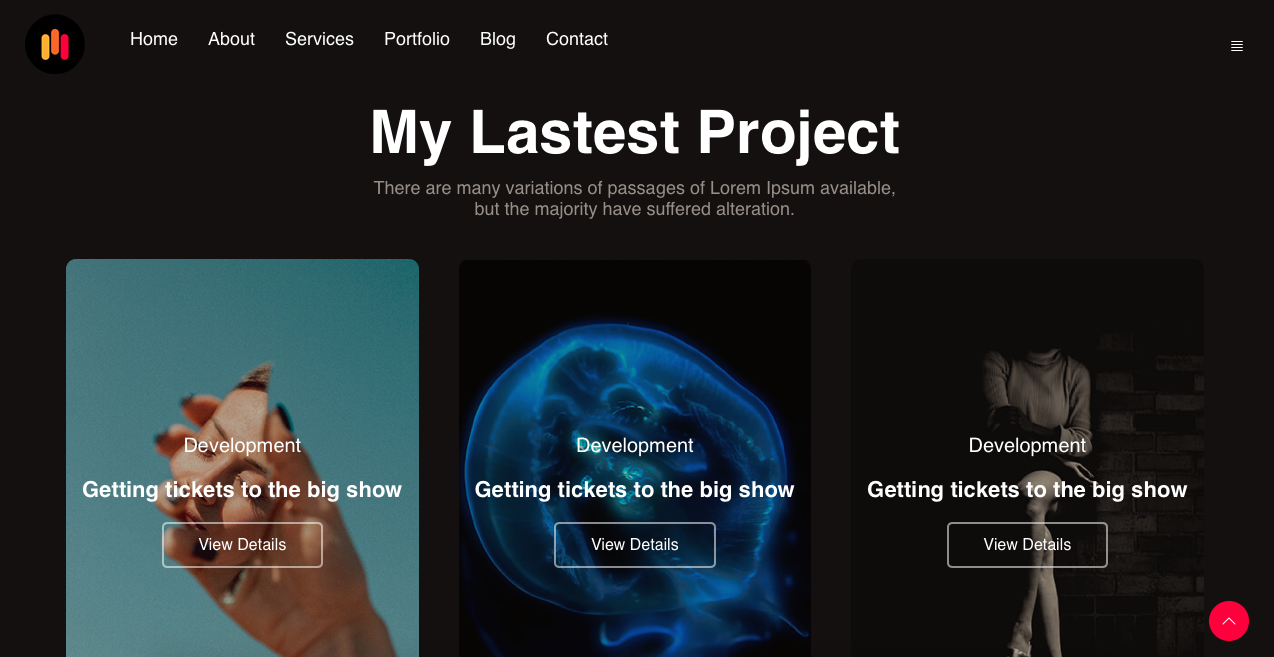 Home About Services Portfolio Blog Contact
My Lastest Project
There are many variations of passages of Lorem Ipsum available,
but the majority have suffered alteration.
Development
Getting tickets to the big show
View Details
Development
Getting tickets to the big show
View Details
Development
Getting tickets to the big show
View Details